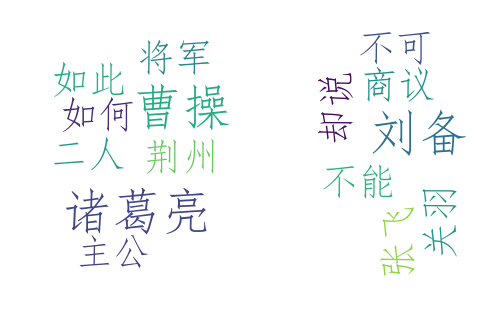 将军
不可
如此
商议
如何
曹操
却说
刘备
二人
荆州
不能
诸葛亮
关羽
张飞
主公